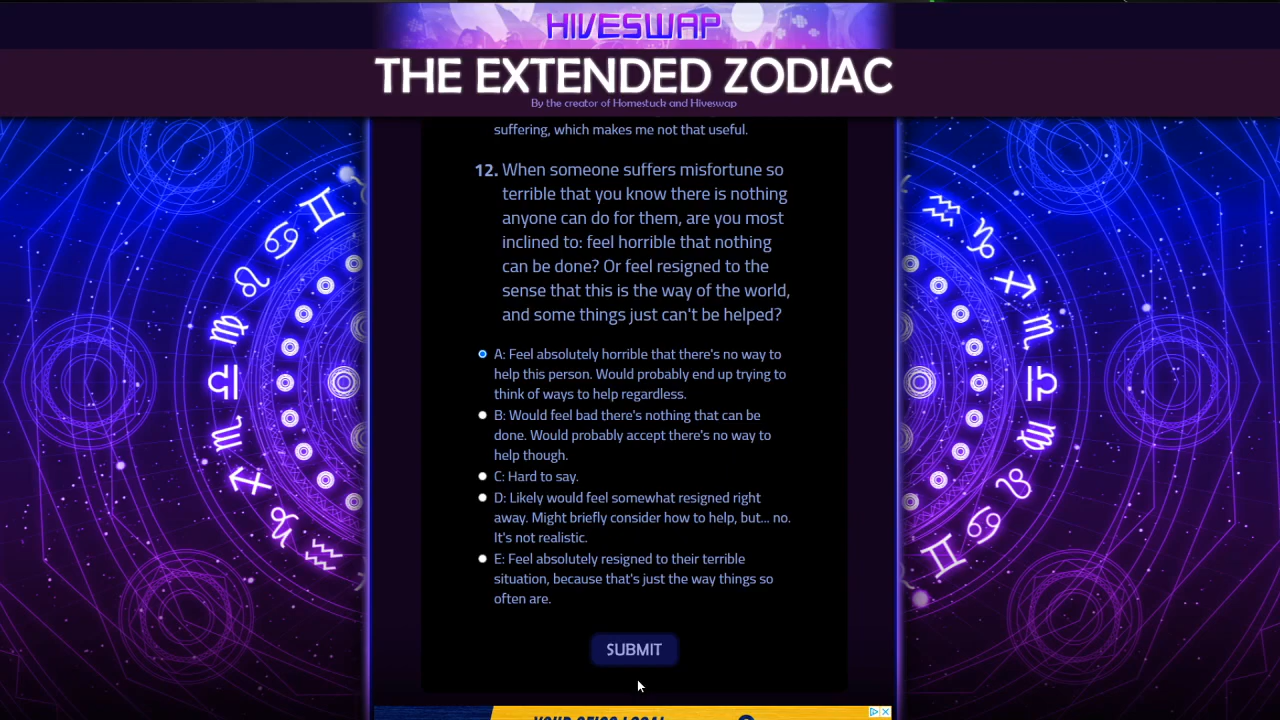 HIVESWAP
THE EXTENDED ZODIAC
By the creator of Homestuck and Hiveswap
suffering, which makes me not that useful.
12. When someone suffers misfortune so
terrible that you know there is nothing
anyone can do for them, are you most
inclined to: feel horrible that nothing
can be done? Or feel resigned to the
sense that this is the way of the world,
and some things just can't be helped?
A: Feel absolutely horrible that there's no way to
help this person. Would probably end up trying to
think of ways to help regardless.
B: Would feel bad there's nothing that can be
done. Would probably accept there's no way to
help though.
C: Hard to say.
D: Likely would feel somewhat resigned right
away. Might briefly consider how to help, but... no.
It's not realistic.
E: Feel absolutely resigned to their terrible
situation, because that's just the way things so
often are.
SUBMIT